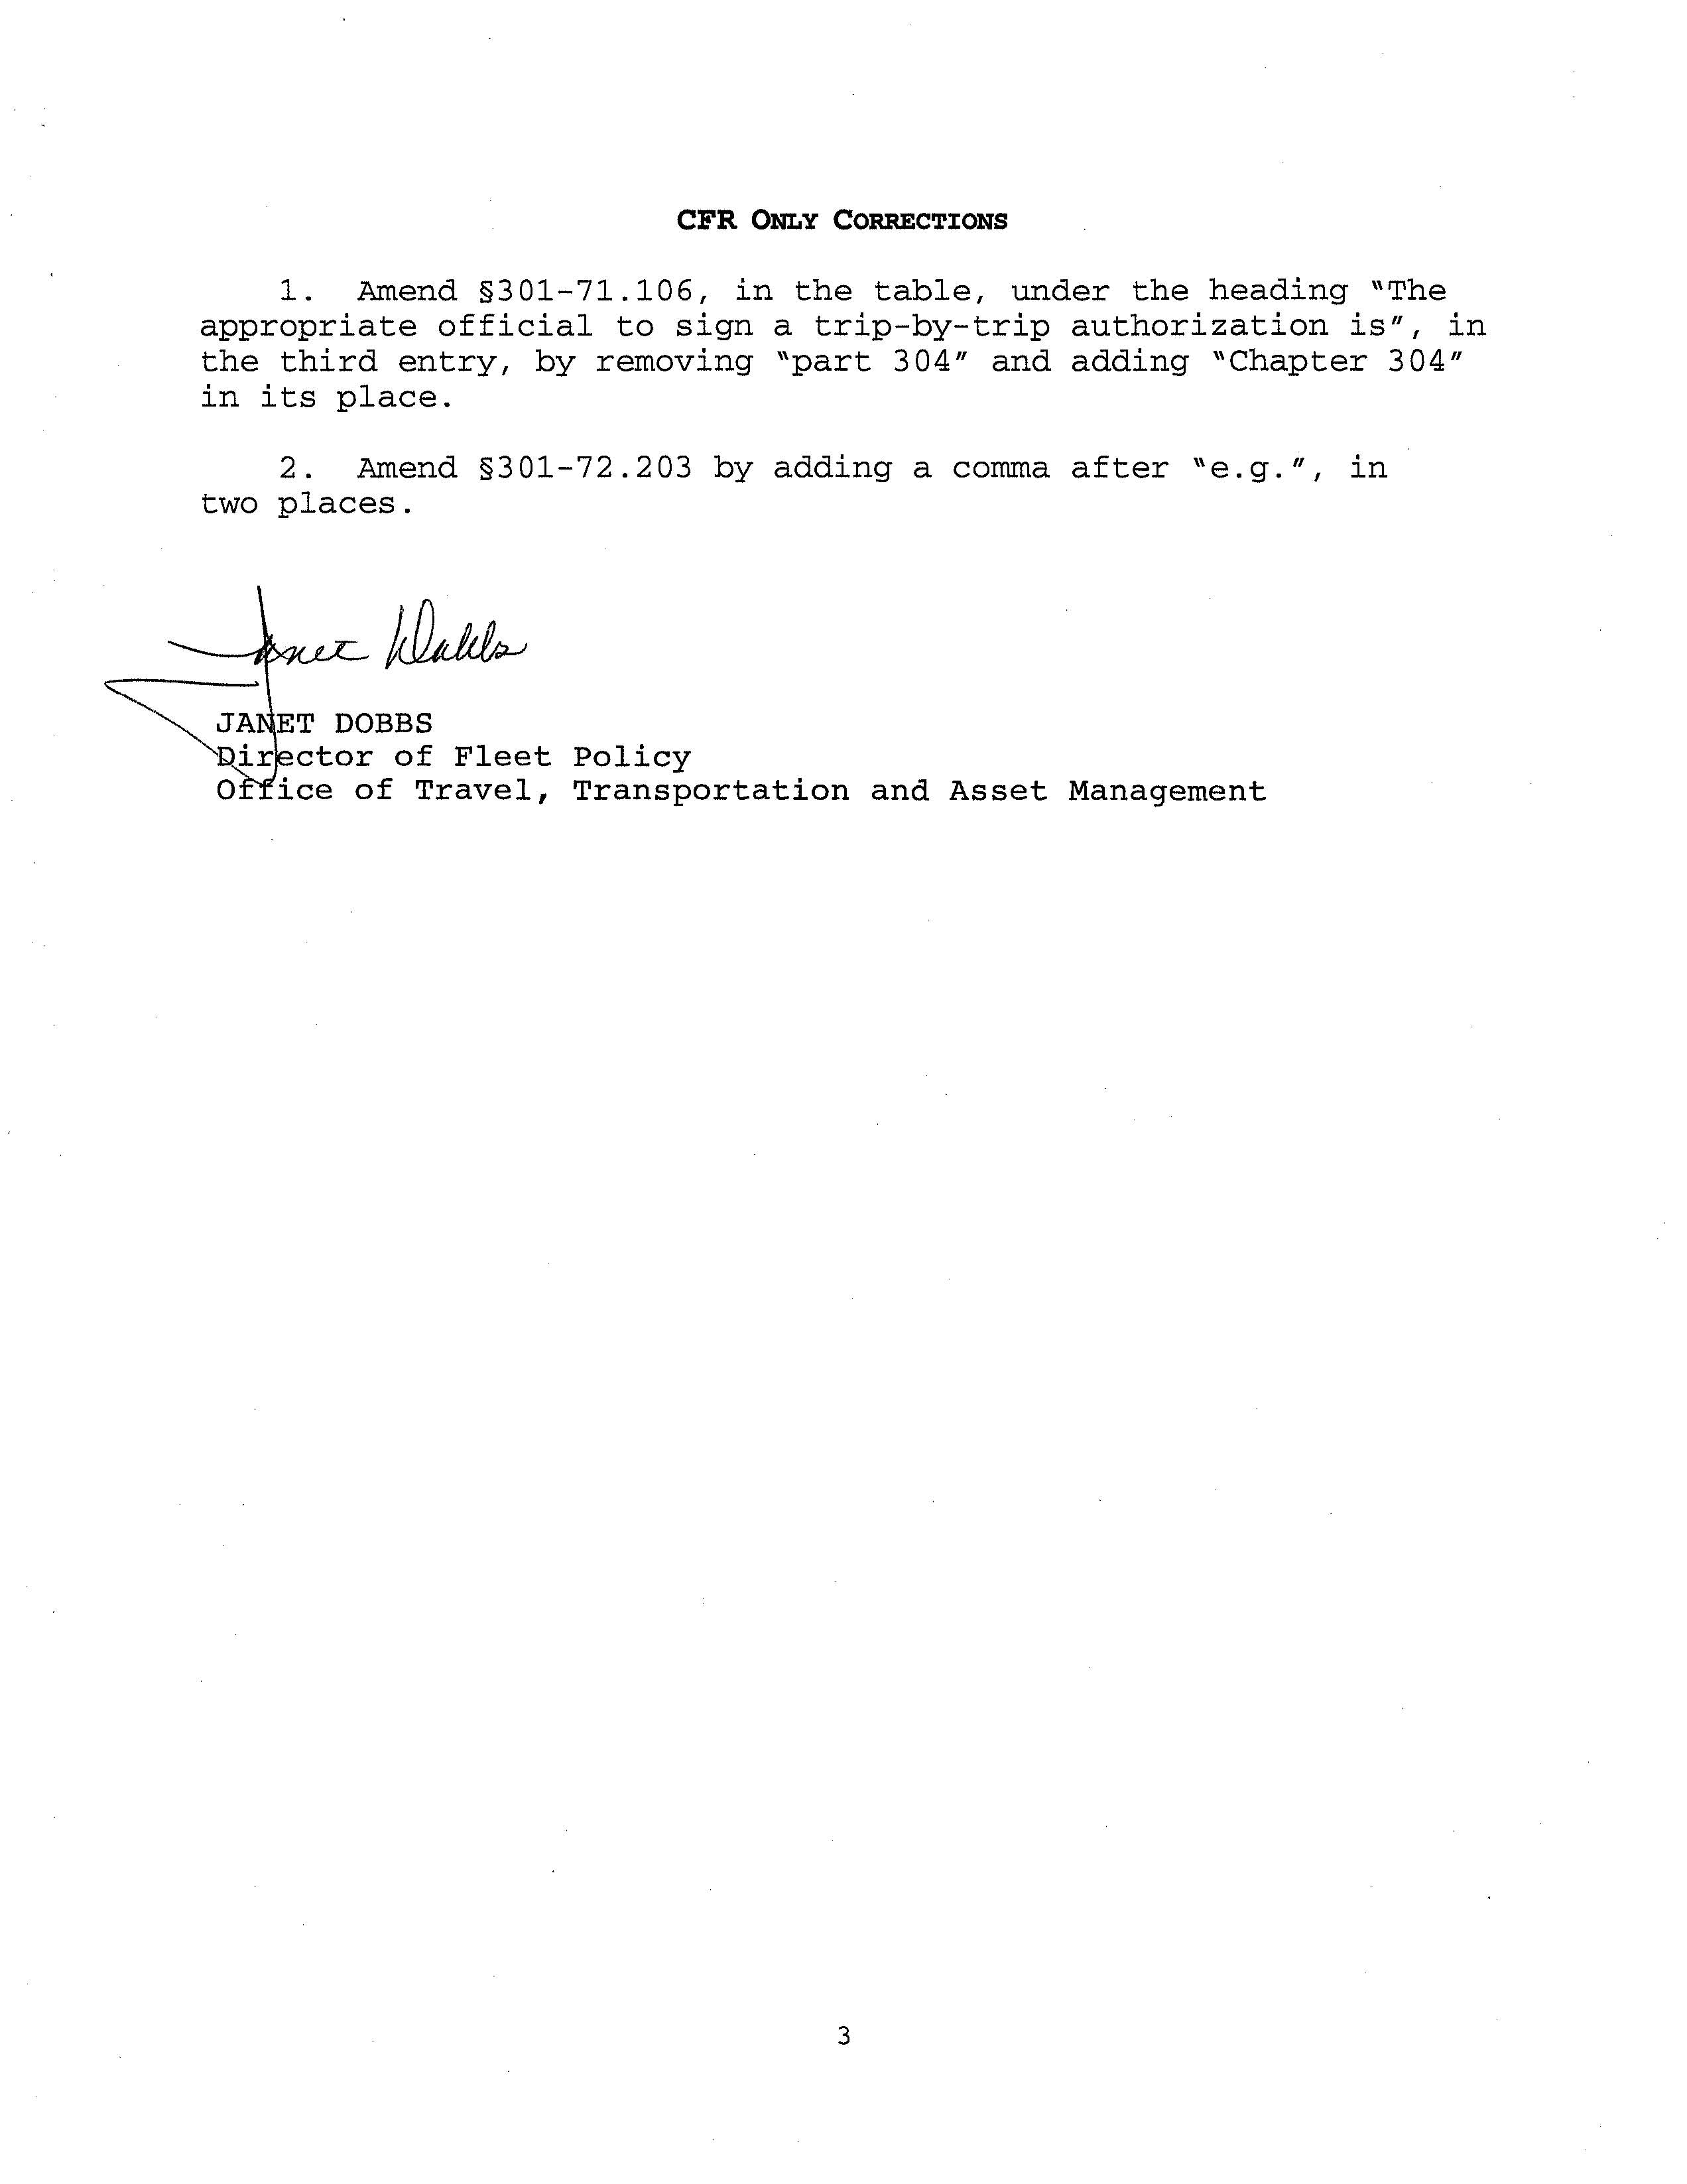 CFR ONLY CORRECTIONS
1. Amend §301-71.106, in the table, under the heading "The
appropriate official to sign a trip-by-trip authorization is", in
the third entry, by removing "part 304" and adding "Chapter 304"
in its place.
2. Amend §301-72.203 by adding a comma after "e.g.", in
two places.
Janet Dobbs
JANET DOBBS
Director of Fleet Policy
Office of Travel, Transportation and Asset Management
3